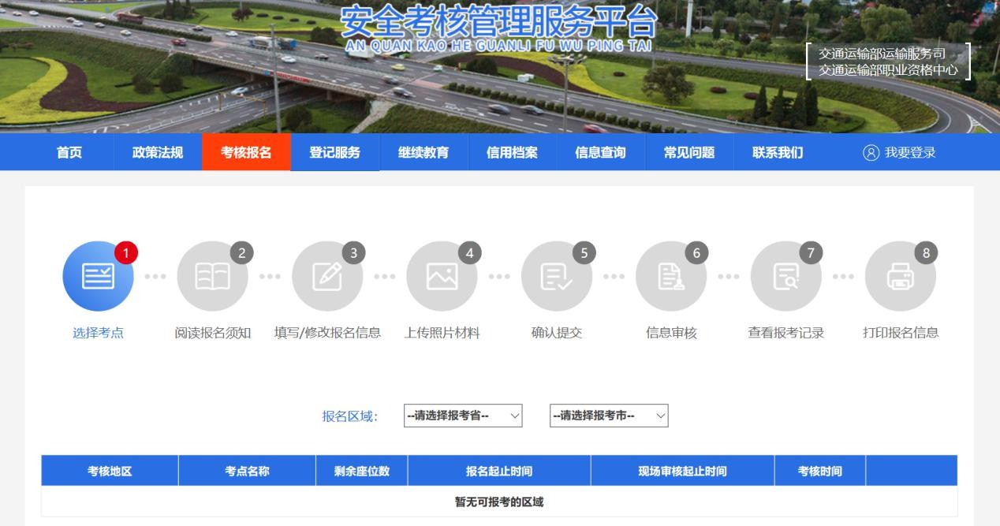 安全考核管理服务平台
AN QUAN KAO HE GUANLI FU WU PING TAI
交通运输部运输服务司
交通运输部职业资格中心
首页 政策法规 考核报名 登记服务 继续教育 信用档案 信息查询 常见问题 联系我们 我要登录
1 2 3 4 5 6 7 8
选择考点 阅读报名须知 填写/修改报名信息 上传照片材料 确认提交 信息审核 查看报考记录 打印报名信息
报名区域： --请选择报考省-- --请选择报考市--
考核地区 考点名称 剩余座位数 报名起止时间 现场审核起止时间 考核时间
暂无可报考的区域